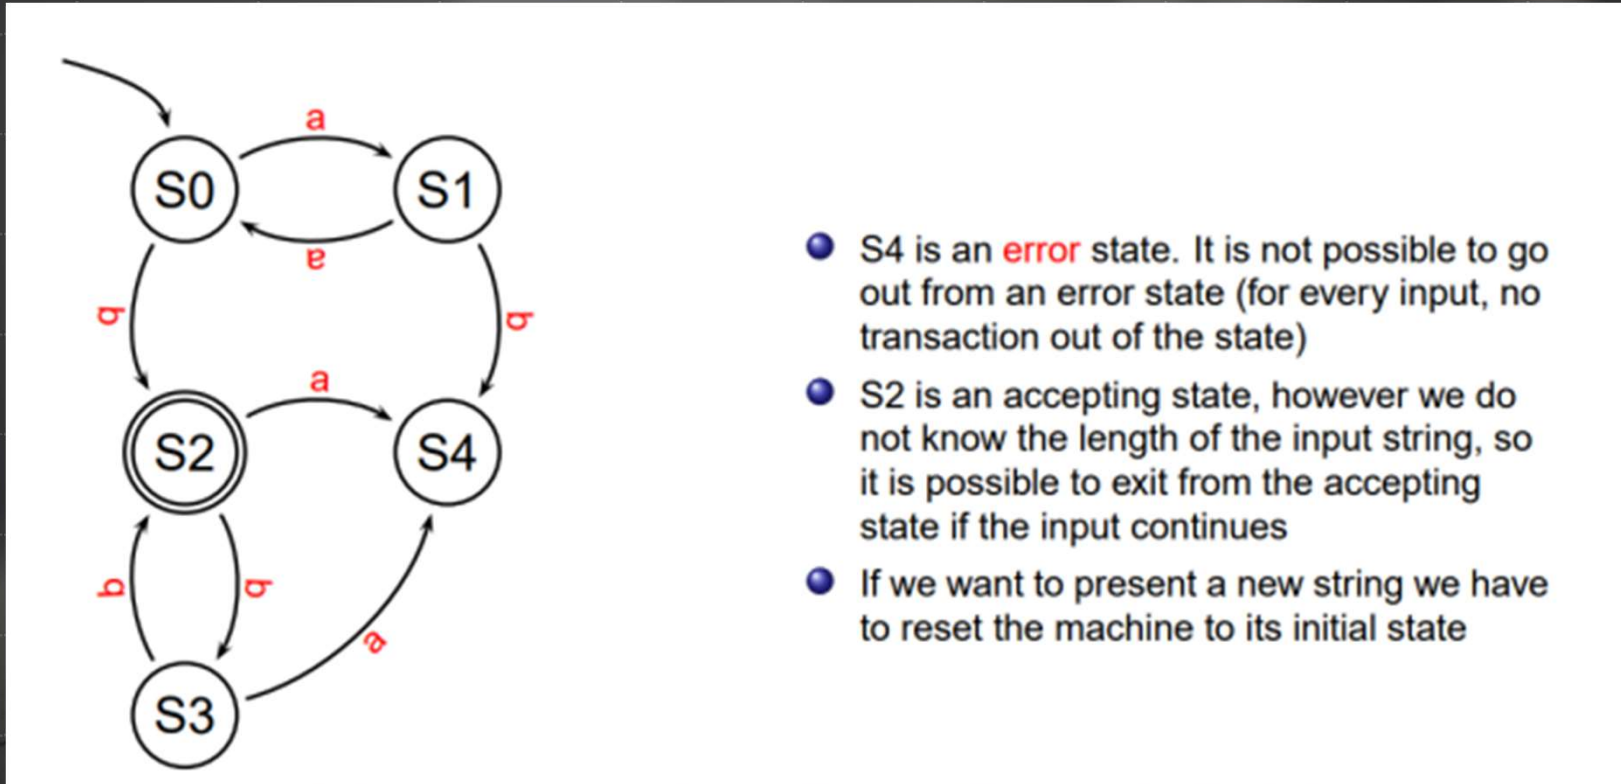 a
S0
S1
a
b
b
a
S2
S4
b
b
a
S3
S4 is an error state. It is not possible to go
out from an error state (for every input, no
transaction out of the state)
S2 is an accepting state, however we do
not know the length of the input string, so
it is possible to exit from the accepting
state if the input continues
If we want to present a new string we have
to reset the machine to its initial state